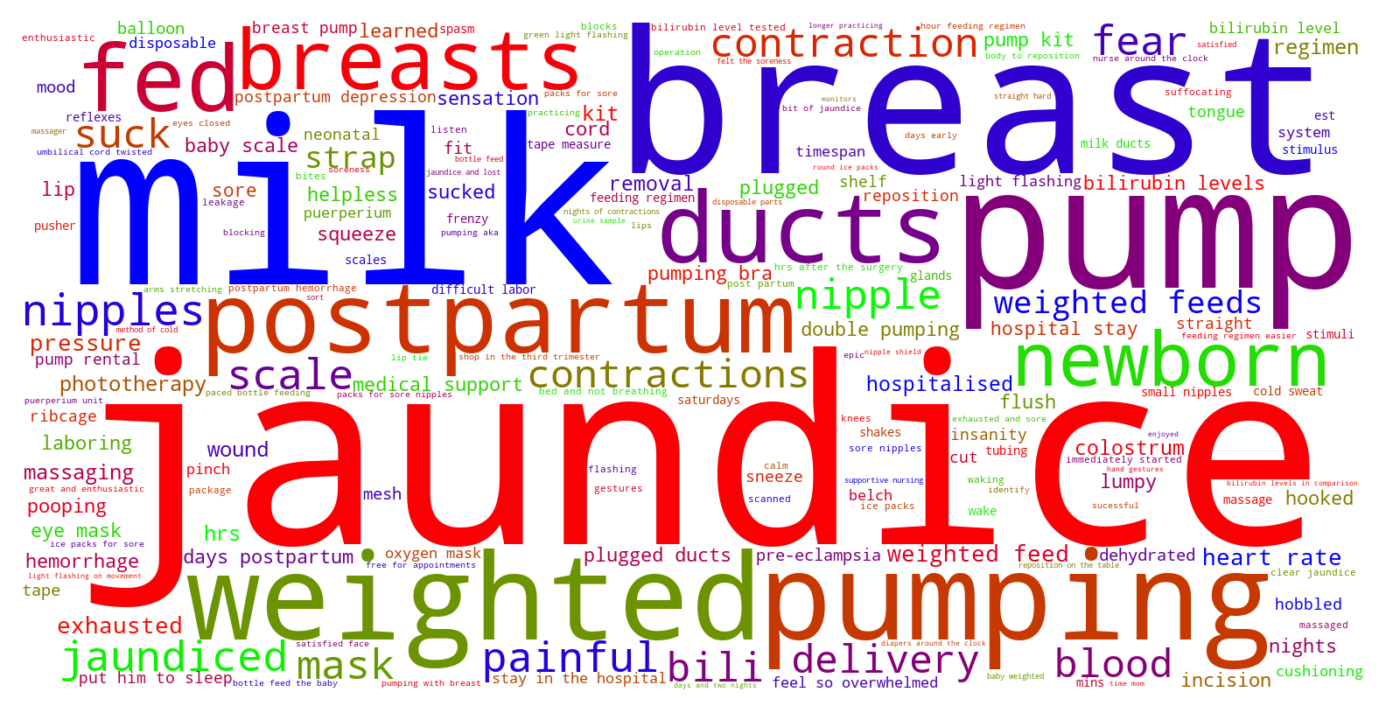 enthusiastic
balloon
breast pump
learned
spasm
blocks
green light flashing
bilirubin level tested
longer practicing
hour feeding regimen
bilirubin level
disposable
fed
breasts
breast
contraction
pump kit
fear
satisfied
regimen
operation
felt the soreness
body to reposition
nurse around the clock
mood
postpartum depression
sensation
packs for sore
kit
monitors
straight hard
suffocating
tongue
est
reflexes
eyes closed
practicing
bit of jaundice
massager
suck
neonatal
listen
cord
days early
milk ducts
system
umbilical cord twisted
baby scale
strap
fit
tape measure
timespan
stimulus
bottle feed
round ice packs
milk
bites
soreness
jaundice and lost
lip
sore
helpless
sucked
removal
feeding regimen
plugged
shelf
light flashing
bilirubin levels
leakage
disposable parts
reposition
pusher
puerperium
frenzy
nights of contractions
urine sample
lips
blocking
squeeze
pumping aka
ducts
pump
scales
pumping bra
hrs after the surgery
glands
arms stretching
postpartum hemorrhage
difficult labor
post partum
sort
nipples
postpartum
nipple
weighted feeds
method of cold
double pumping
hospital stay
straight
feeding regimen easier
stimuli
pressure
pump rental
lip tie
shop in the third trimester
epic
nipple shield
newborn
phototherapy
scale
medical support
contractions
hospitalised
paced bottle feeding
packs for sore nipples
bed and not breathing
small nipples
cold sweat
puerperium unit
saturdays
flush
ribcage
jaundice
knees
exhausted and sore
laboring
wound
shakes
insanity
enjoyed
sore nipples
cut
tubing
colostrum
immediately started
massaging
pinch
flashing
calm
hand gestures
great and enthusiastic
package
sneeze
supportive nursing
waking
lumpy
bilirubin levels in comparison
pooping
mesh
gestures
scanned
belch
identify
massage
hooked
ice packs
sucessful
eye mask
hrs
wake
ice packs for sore
hemorrhage
days postpartum
oxygen mask
plugged ducts
pre-eclampsia
weighted feed
dehydrated
heart rate
free for appointments
reposition on the table
light flashing on movement
clear jaundice
tape
weighted
pumping
hobbled
exhausted
massaged
jaundiced
satisfied face
mask
painful
bili
delivery
diapers around the clock
blood
nights
put him to sleep
bottle feed the baby
pumping with breast
stay in the hospital
days and two nights
feel so overwhelmed
baby weighted
mins
time mom
incision
cushioning